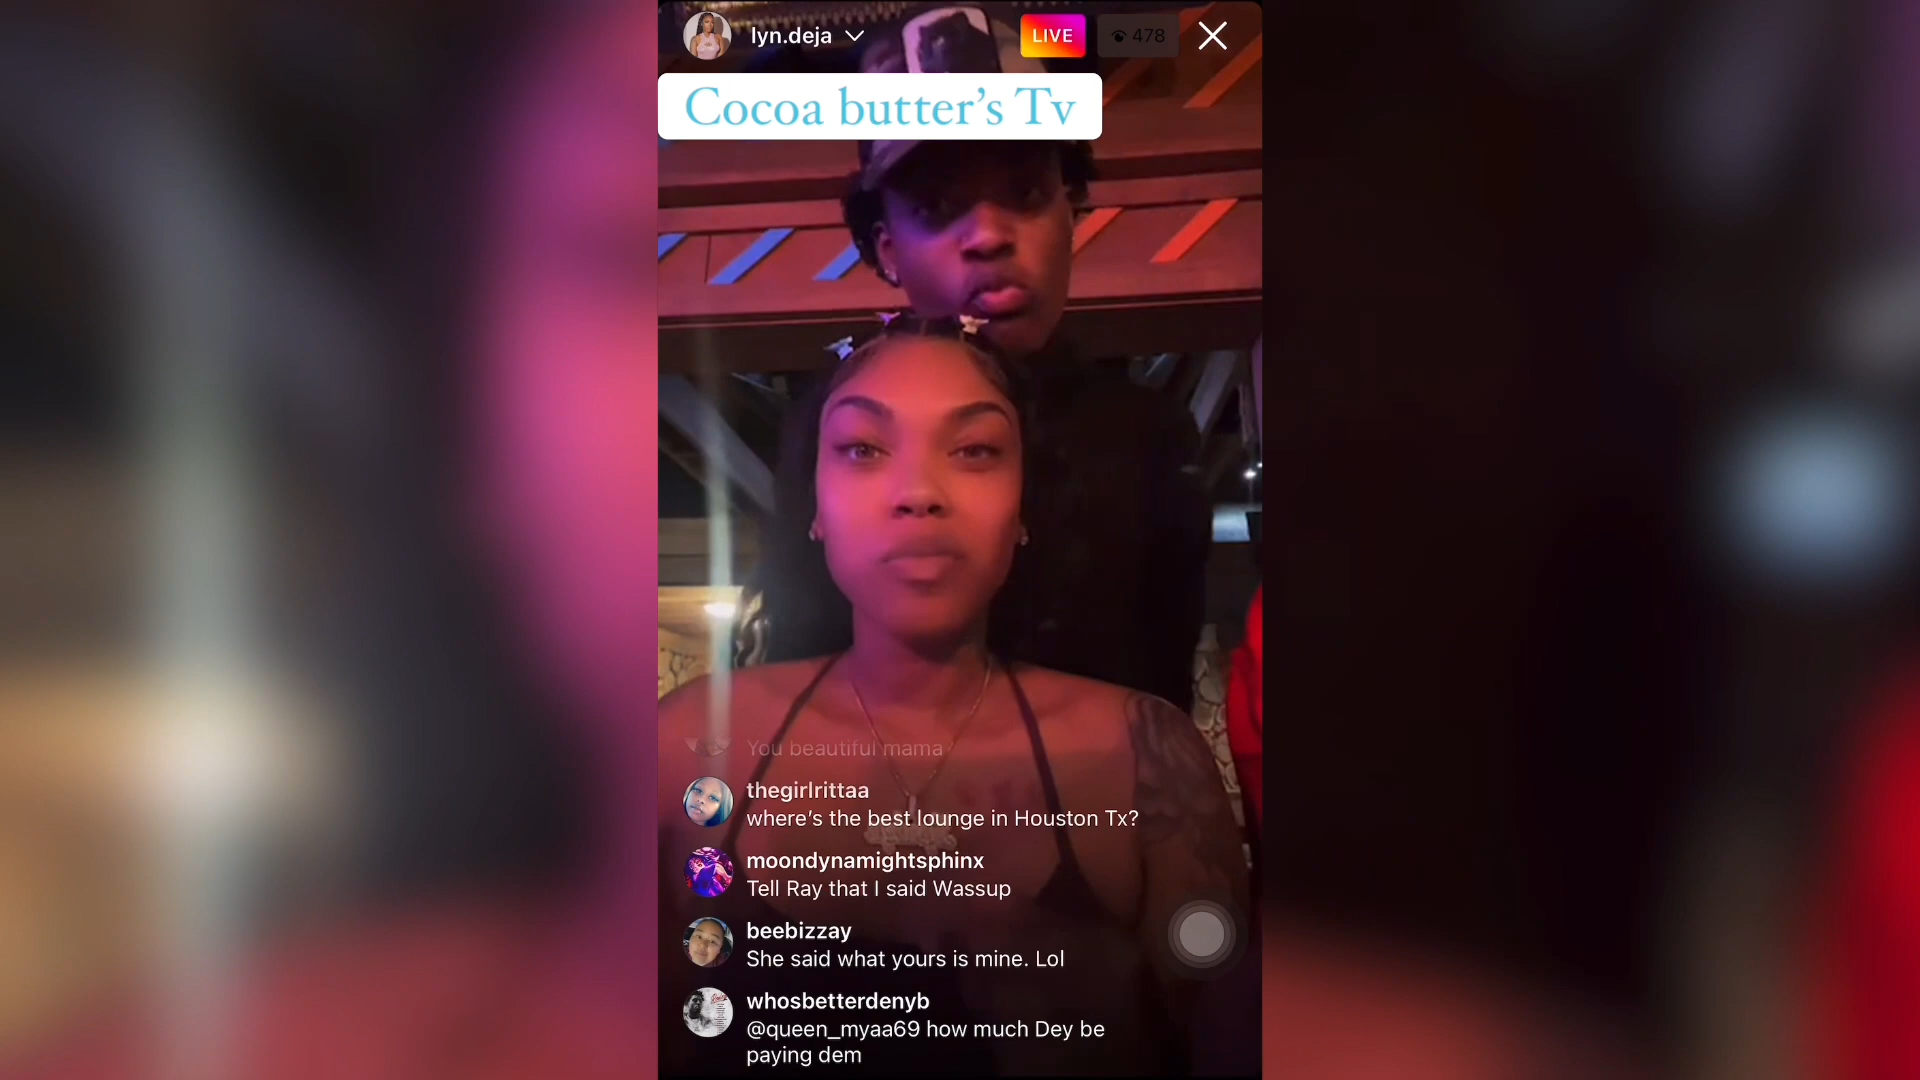 lyn.deja
LIVE
478
Cocoa butter’s Tv
You beautiful mama
thegirlrittaa
where’s the best lounge in Houston Tx?
moondynamightsphinx
Tell Ray that I said Wassup
beebizzay
She said what yours is mine. Lol
whosbetterdenyb
@queen_myaa69 how much Dey be
paying dem